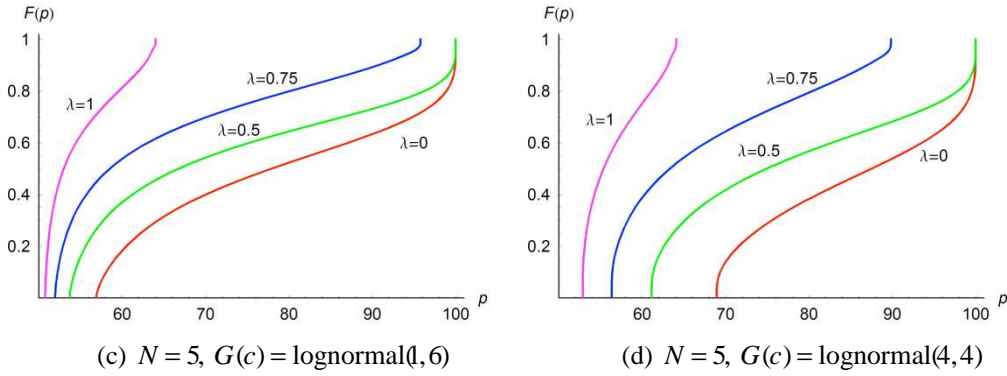 F(p)
1
0.8
0.6
0.4
0.2
λ=1
λ=0.75
λ=0.5
λ=0
60 70 80 90 100 p
(c) N = 5, G(c) = lognormal(1,6)
F(p)
1
0.8
0.6
0.4
0.2
λ=1
λ=0.75
λ=0.5
λ=0
60 70 80 90 100 p
(d) N = 5, G(c) = lognormal(4,4)